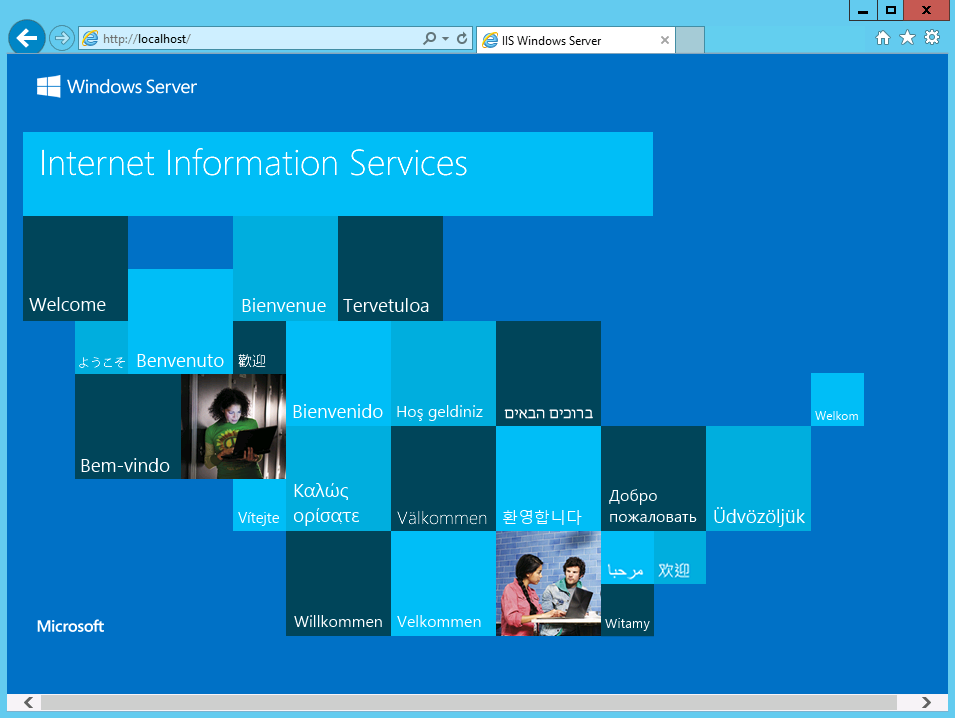 http://localhost/
IIS Windows Server
Windows Server
Internet Information Services
Welcome
Bienvenue
Tervetuloa
ようこそ
Benvenuto
歡迎
Bienvenido
Hoş geldiniz
ברוכים הבאים
Welkom
Bem-vindo
Vítejte
Καλώς
ορίσατε
Välkommen
환영합니다
Добро
пожаловать
Üdvözöljük
Willkommen
Velkommen
مرحبا
欢迎
Witamy
Microsoft